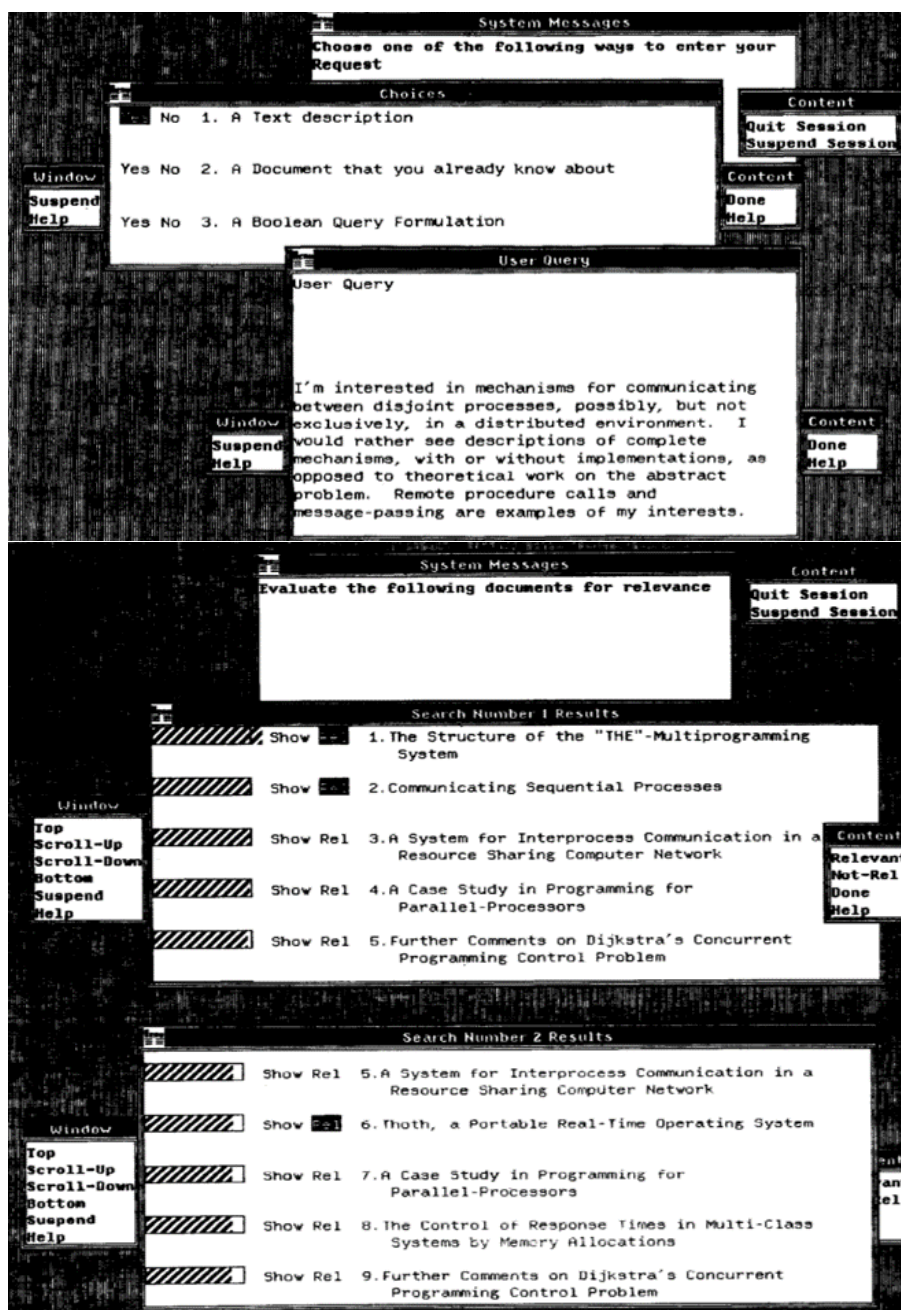 System Messages
Choose one of the following ways to enter your
Request
Choices
No 1. A Text description
Yes No 2. A Document that you already know about
Yes No 3. A Boolean Query Formulation
Window
Suspend
Help
Content
Quit Session
Suspend Session
Content
Done
Help
User Query
User Query
I'm interested in mechanisms for communicating
between disjoint processes, possibly, but not
exclusively, in a distributed environment. I
would rather see descriptions of complete
mechanisms, with or without implementations, as
opposed to theoretical work on the abstract
problem. Remote procedure calls and
message-passing are examples of my interests.
Window
Suspend
Help
Content
Done
Help
System Messages
Evaluate the following documents for relevance
Content
Quit Session
Suspend Session
Search Number 1 Results
Show Rel 1.The Structure of the "THE"-Multiprogramming
System
Show Rel 2.Communicating Sequential Processes
Show Rel 3.A System for Interprocess Communication in a
Resource Sharing Computer Network
Show Rel 4.A Case Study in Programming for
Parallel-Processors
Show Rel 5.Further Comments on Dijkstra's Concurrent
Programming Control Problem
Window
Top
Scroll-Up
Scroll-Down
Bottom
Suspend
Help
Content
Relevant
Not-Rel
Done
Help
Search Number 2 Results
Show Rel 5.A System for Interprocess Communication in a
Resource Sharing Computer Network
Show Rel 6.Thoth, a Portable Real-Time Operating System
Show Rel 7.A Case Study in Programming for
Parallel-Processors
Show Rel 8.The Control of Response Times in Multi-Class
Systems by Memory Allocations
Show Rel 9.Further Comments on Dijkstra's Concurrent
Programming Control Problem
Window
Top
Scroll-Up
Scroll-Down
Bottom
Suspend
Help